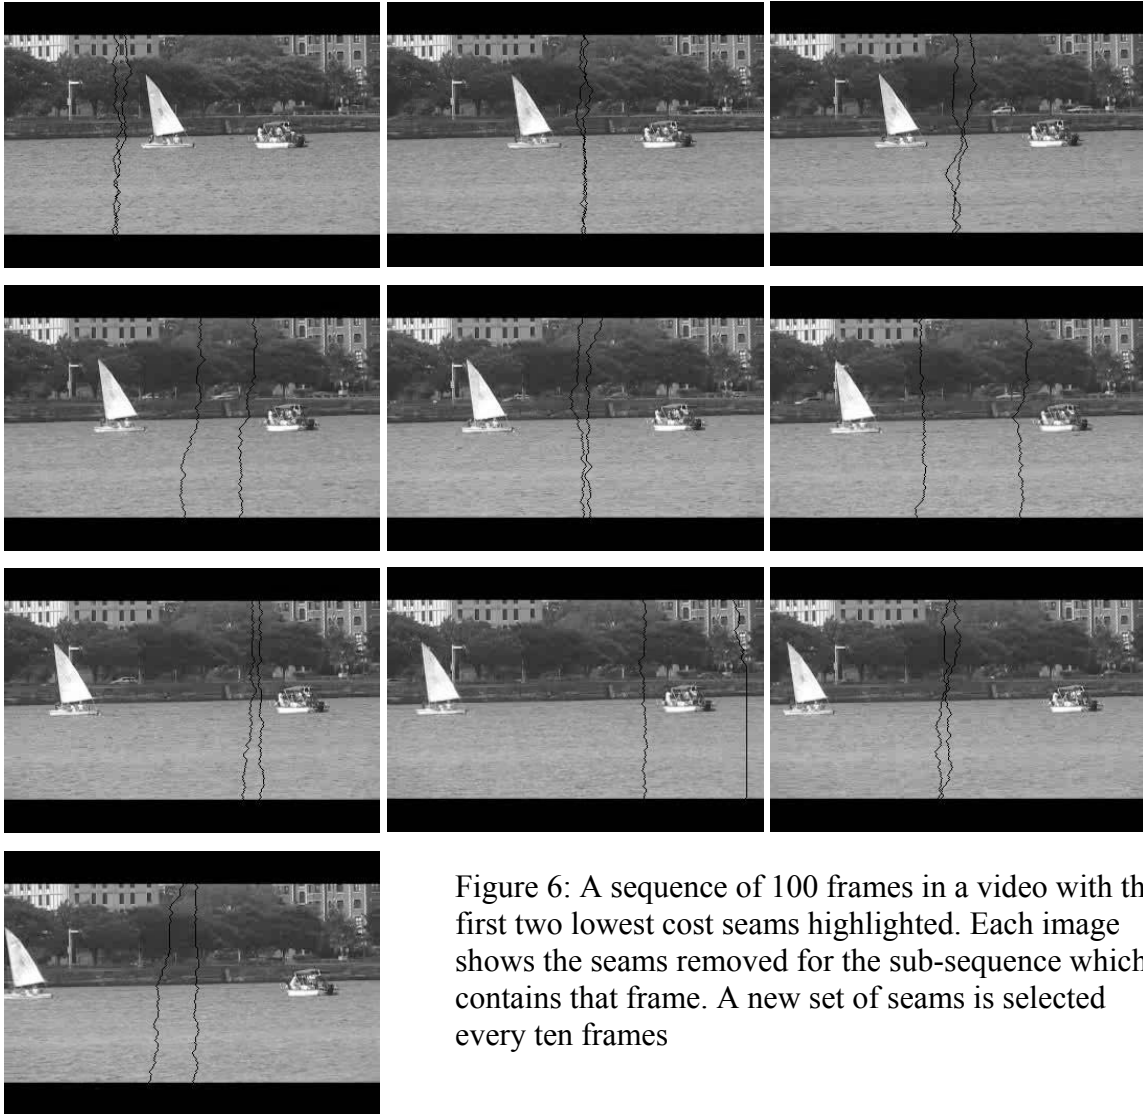 Figure 6: A sequence of 100 frames in a video with th
first two lowest cost seams highlighted. Each image
shows the seams removed for the sub-sequence which
contains that frame. A new set of seams is selected
every ten frames